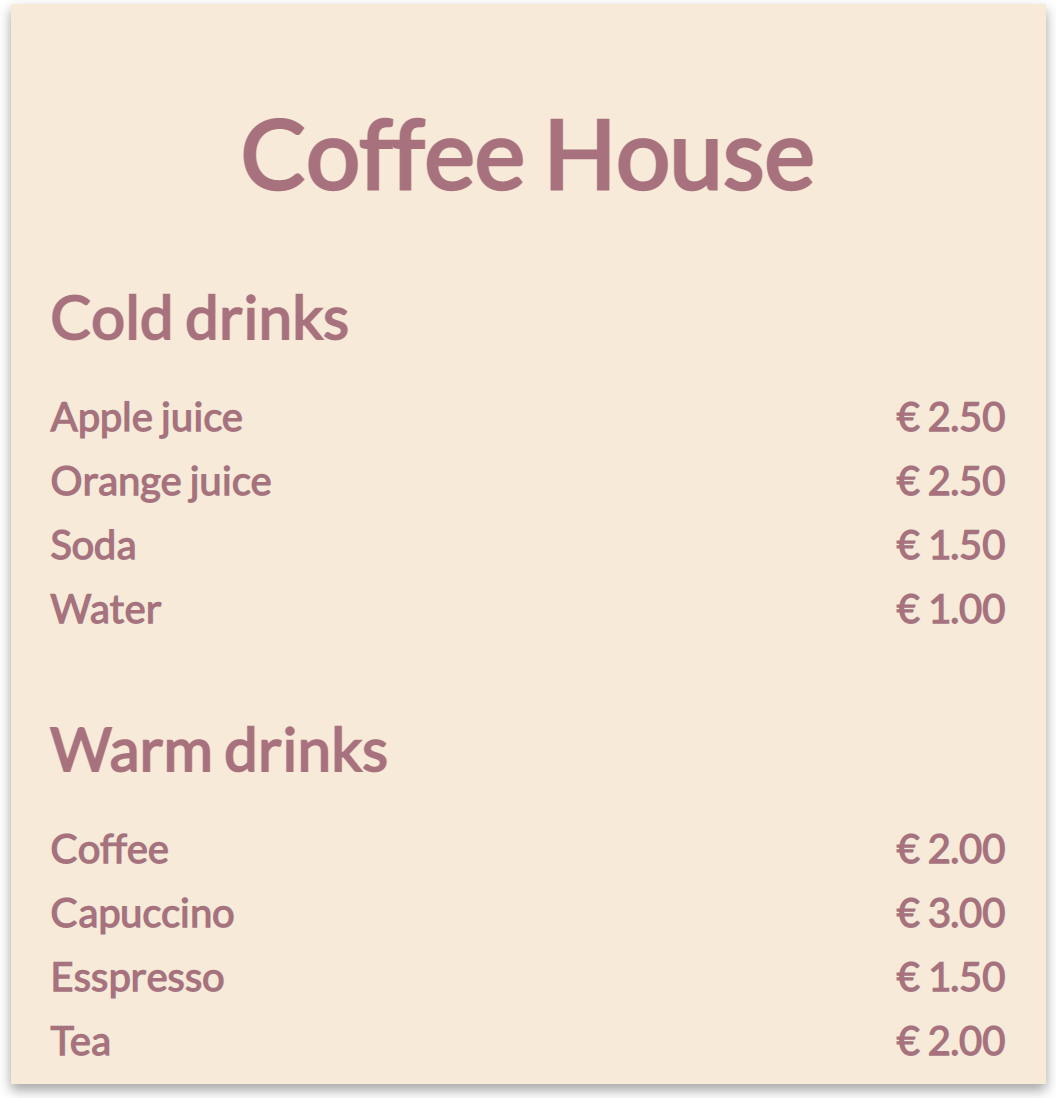 Coffee House
Cold drinks
Apple juice € 2.50
Orange juice € 2.50
Soda € 1.50
Water € 1.00
Warm drinks
Coffee € 2.00
Capuccino € 3.00
Esspresso € 1.50
Tea € 2.00